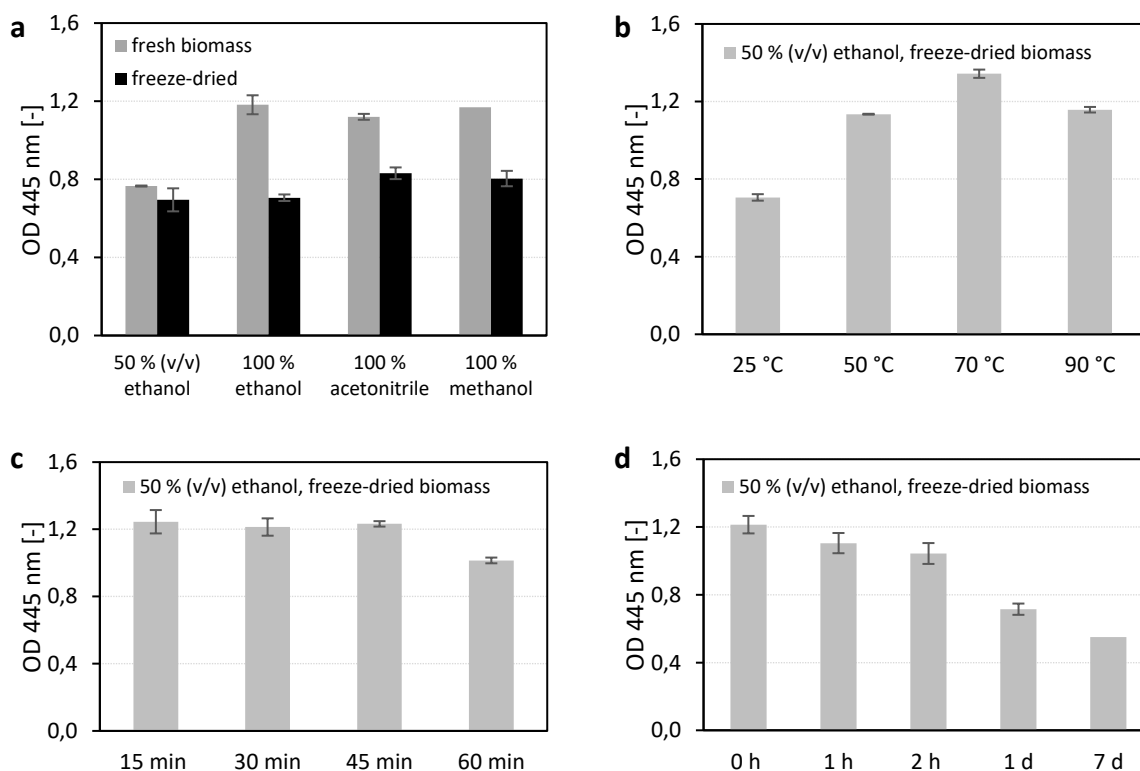 a
1,6
1,2
0,8
0,4
0,0
OD 445 nm [-]
fresh biomass
freeze-dried
50 % (v/v) ethanol
100 % ethanol
100 % acetonitrile
100 % methanol
b
1,6
1,2
0,8
0,4
0,0
OD 445 nm [-]
50 % (v/v) ethanol, freeze-dried biomass
25 °C 50 °C 70 °C 90 °C
c
1,6
1,2
0,8
0,4
0,0
OD 445 nm [-]
50 % (v/v) ethanol, freeze-dried biomass
15 min 30 min 45 min 60 min
d
1,6
1,2
0,8
0,4
0,0
OD 445 nm [-]
50 % (v/v) ethanol, freeze-dried biomass
0 h 1 h 2 h 1 d 7 d